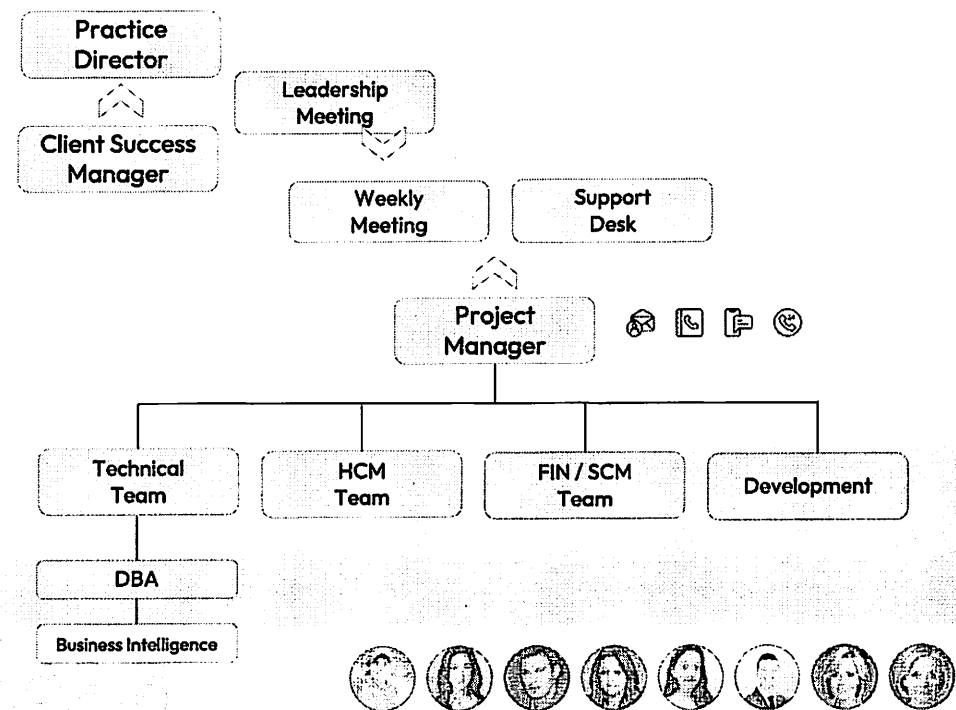 Practice
Director
Leadership
Meeting
Client Success
Manager
Weekly
Meeting
Support
Desk
Project
Manager
Technical
Team
HCM
Team
FIN / SCM
Team
Development
DBA
Business Intelligence